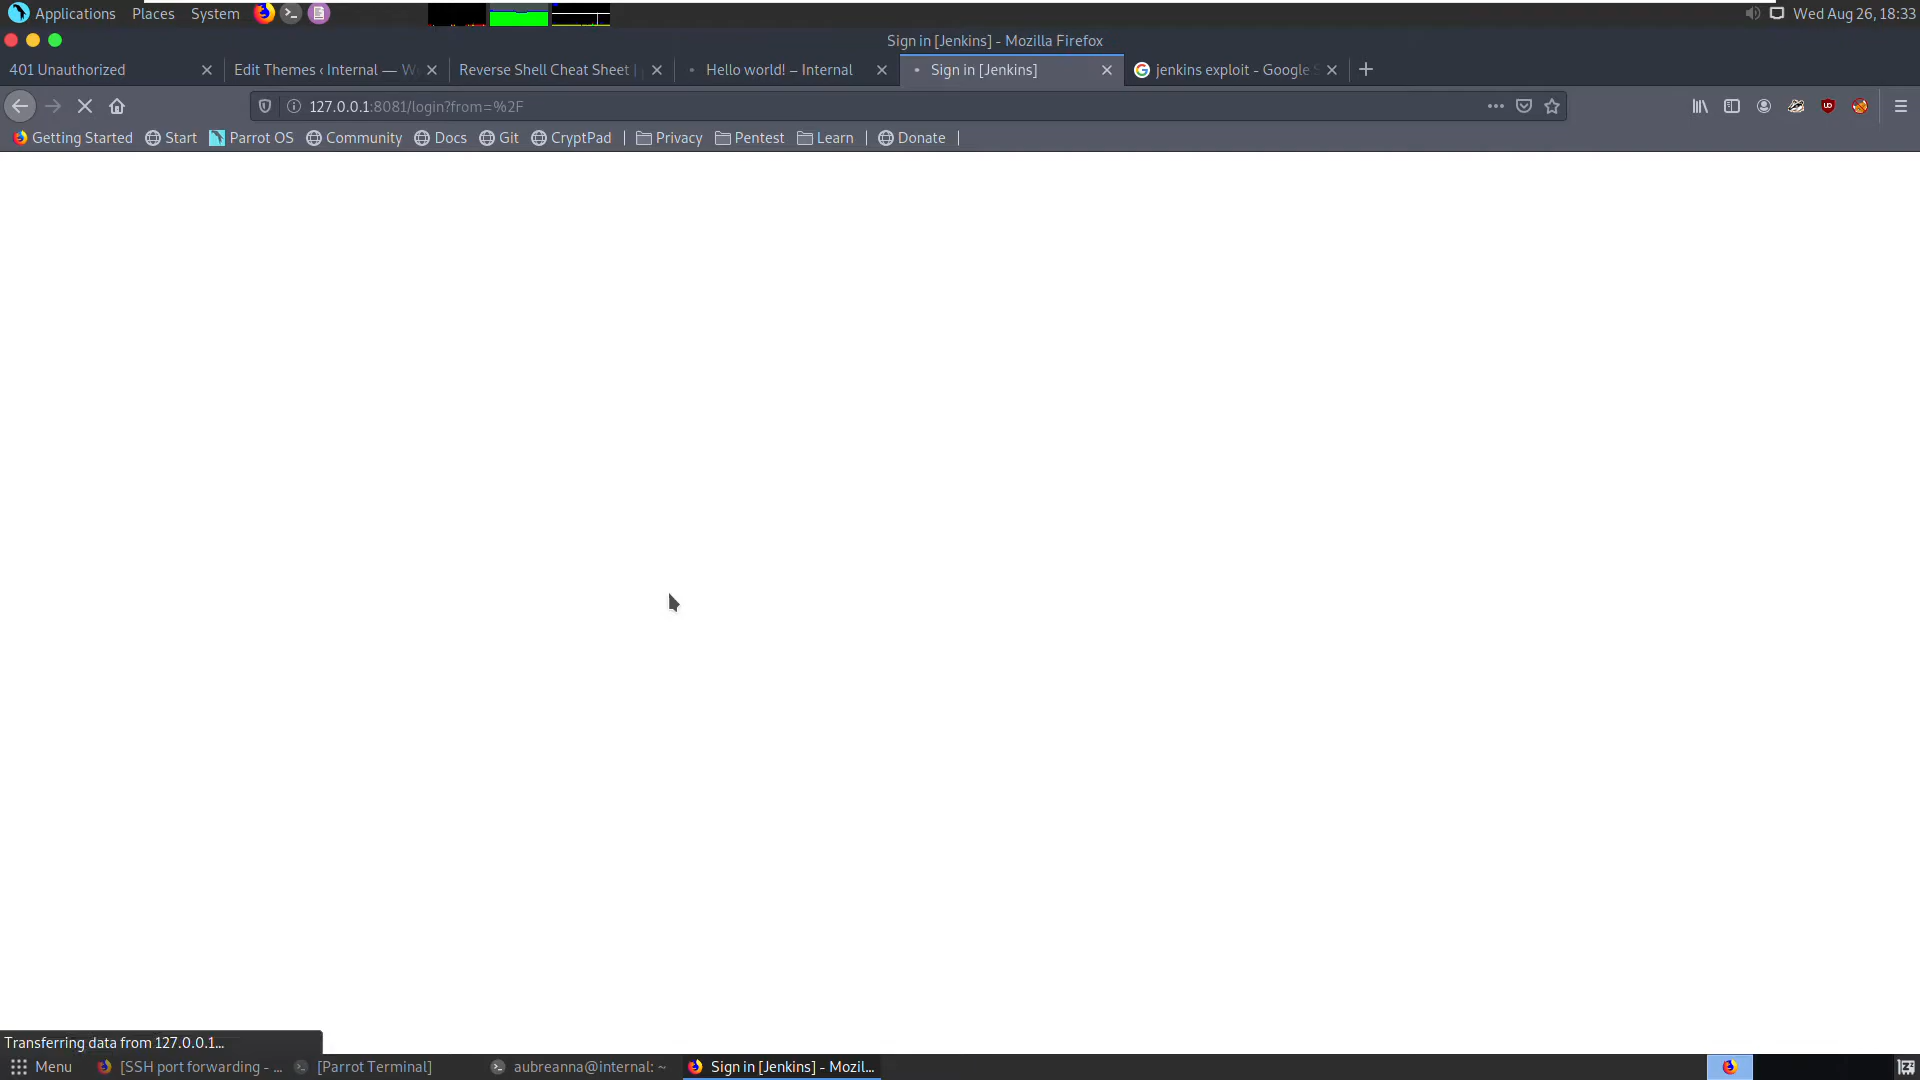 Applications Places System Wed Aug 26, 18:33
Sign in [Jenkins] - Mozilla Firefox
401 Unauthorized Edit Themes ‹ Internal — W Reverse Shell Cheat Sheet | Hello world! – Internal Sign in [Jenkins] jenkins exploit - Google S
127.0.0.1:8081/login?from=%2F
Getting Started Start Parrot OS Community Docs Git CryptPad | Privacy Pentest Learn | Donate |
Transferring data from 127.0.0.1...
Menu [SSH port forwarding - ... [Parrot Terminal] aubreanna@internal: ~ Sign in [Jenkins] - Mozil...